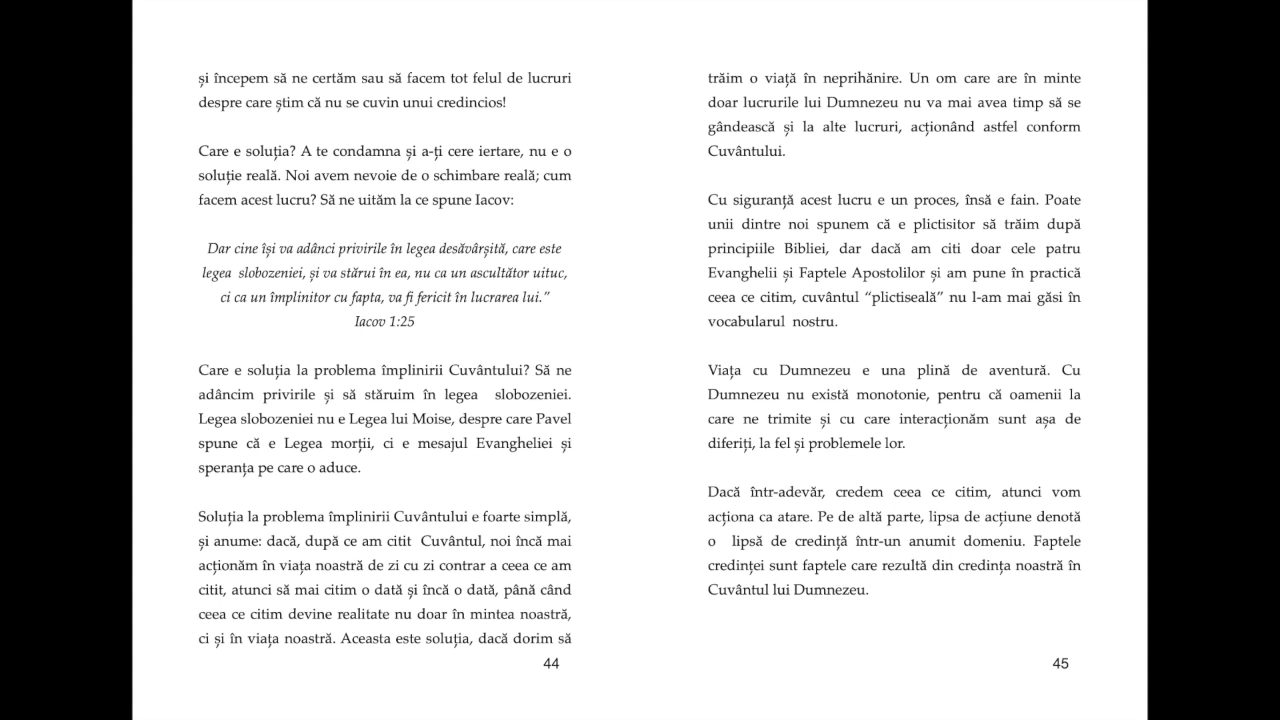 și începem să ne certăm sau să facem tot felul de lucruri
despre care știm că nu se cuvin unui credincios!
Care e soluția? A te condamna și a-ți cere iertare, nu e o
soluție reală. Noi avem nevoie de o schimbare reală; cum
facem acest lucru? Să ne uităm la ce spune Iacov:
Dar cine își va adânci privirile în legea desăvârșită, care este
legea slobozeniei, și va stărui în ea, nu ca un ascultător uituc,
ci ca un împlinitor cu fapta, va fi fericit în lucrarea lui.”
Iacov 1:25
Care e soluția la problema împlinirii Cuvântului? Să ne
adâncim privirile și să stăruim în legea slobozeniei.
Legea slobozeniei nu e Legea lui Moise, despre care Pavel
spune că e Legea morții, ci e mesajul Evangheliei și
speranța pe care o aduce.
Soluția la problema împlinirii Cuvântului e foarte simplă,
și anume: dacă, după ce am citit Cuvântul, noi încă mai
acționăm în viața noastră de zi cu zi contrar a ceea ce am
citit, atunci să mai citim o dată și încă o dată, până când
ceea ce citim devine realitate nu doar în mintea noastră,
ci și în viața noastră. Aceasta este soluția, dacă dorim să
44
trăim o viață în neprihănire. Un om care are în minte
doar lucrurile lui Dumnezeu nu va mai avea timp să se
gândească și la alte lucruri, acționând astfel conform
Cuvântului.
Cu siguranță acest lucru e un proces, însă e fain. Poate
unii dintre noi spunem că e plictisitor să trăim după
principiile Bibliei, dar dacă am citi doar cele patru
Evanghelii și Faptele Apostolilor și am pune în practică
ceea ce citim, cuvântul “plictiseală” nu l-am mai găsi în
vocabularul nostru.
Viața cu Dumnezeu e una plină de aventură. Cu
Dumnezeu nu există monotonie, pentru că oamenii la
care ne trimite și cu care interacționăm sunt așa de
diferiți, la fel și problemele lor.
Dacă într-adevăr, credem ceea ce citim, atunci vom
acționa ca atare. Pe de altă parte, lipsa de acțiune denotă
o lipsă de credință într-un anumit domeniu. Faptele
credinței sunt faptele care rezultă din credința noastră în
Cuvântul lui Dumnezeu.
45